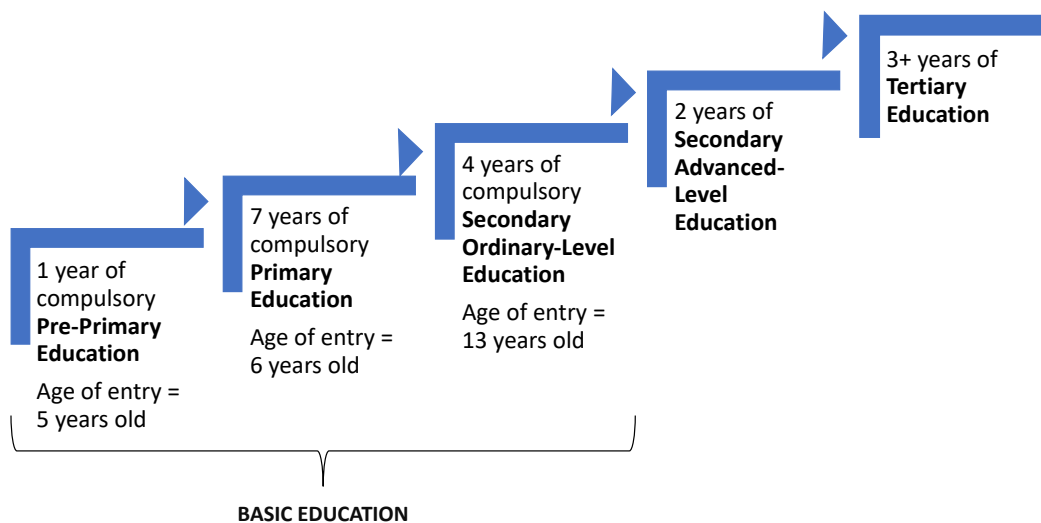 1 year of
compulsory
Pre-Primary
Education
Age of entry =
5 years old
7 years of
compulsory
Primary
Education
Age of entry =
6 years old
4 years of
compulsory
Secondary
Ordinary-Level
Education
Age of entry =
13 years old
2 years of
Secondary
Advanced-
Level
Education
3+ years of
Tertiary
Education
BASIC EDUCATION